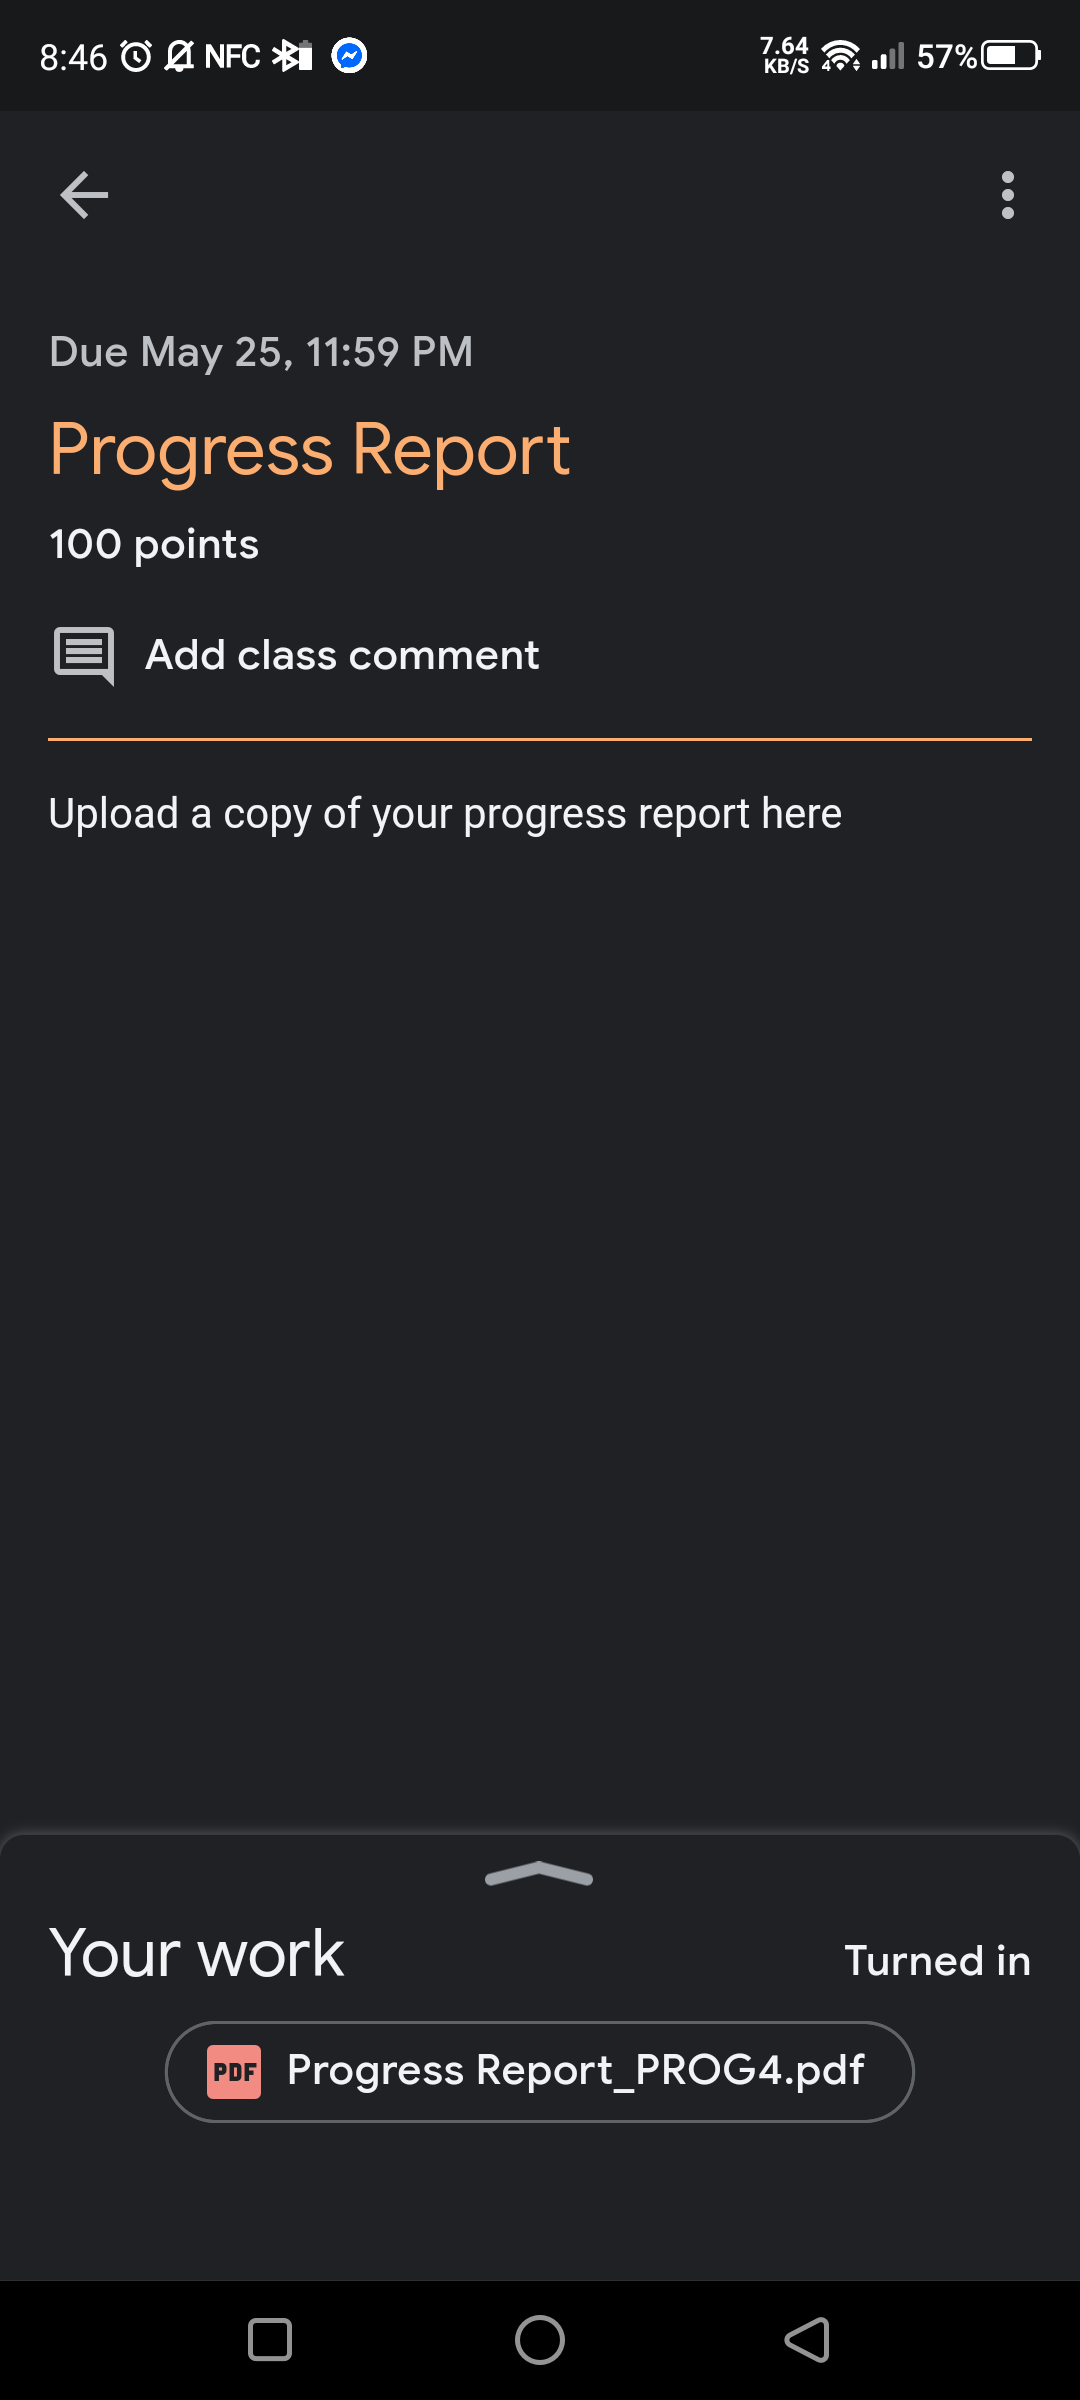 8:46 NFC 7.64 KB/S 4 57%
Due May 25, 11:59 PM
Progress Report
100 points
Add class comment
Upload a copy of your progress report here
Your work Turned in
PDF Progress Report_PROG4.pdf